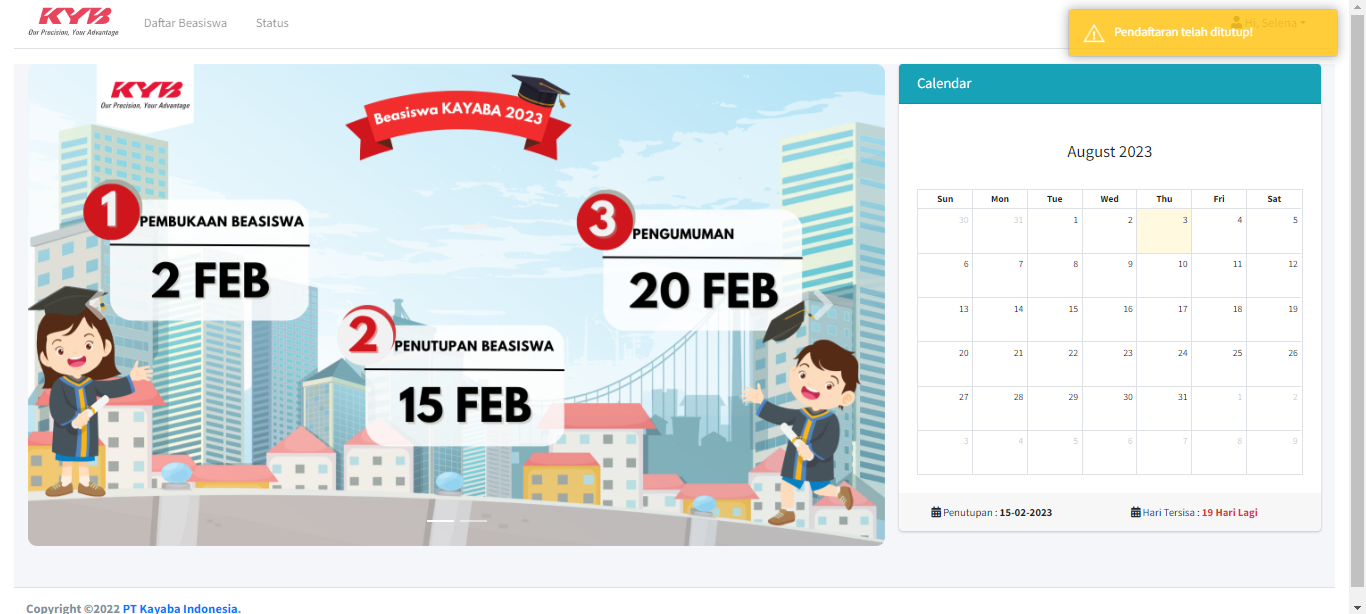 KYB
Our Precision, Your Advantage
Daftar Beasiswa
Status
Hi, Selena
Pendaftaran telah ditutup!
KYB
Our Precision, Your Advantage
Beasiswa KAYABA 2023
1
PEMBUKAAN BEASISWA
2 FEB
2
PENUTUPAN BEASISWA
15 FEB
3
PENGUMUMAN
20 FEB
Calendar
August 2023
Sun Mon Tue Wed Thu Fri Sat
30 31 1 2 3 4 5
6 7 8 9 10 11 12
13 14 15 16 17 18 19
20 21 22 23 24 25 26
27 28 29 30 31 1 2
3 4 5 6 7 8 9
Penutupan : 15-02-2023
Hari Tersisa : 19 Hari Lagi
Copyright ©2022 PT Kayaba Indonesia.